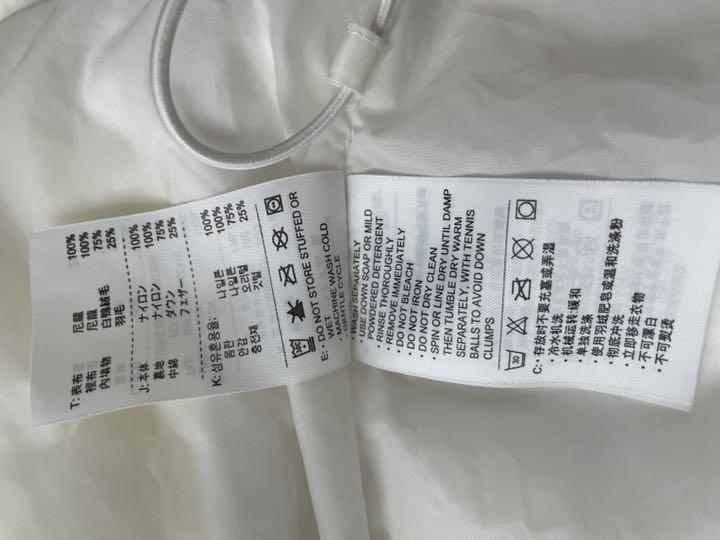 T: 表布 尼龍 100%
裡布 尼龍 100%
內填物 白鴨絨毛 75%
羽毛 25%
J: 本体 ナイロン 100%
裏地 ナイロン 100%
中綿 ダウン 75%
フェザー 25%
K: 섬유혼용율:
몸판 나일론 100%
안감 나일론 100%
충전재 오리털 75%
깃털 25%
E: • DO NOT STORE STUFFED OR
WET
• MACHINE WASH COLD
GENTLE CYCLE
• WASH SEPARATELY
• USE DOWN SOAP OR MILD
POWDERED DETERGENT
• RINSE THOROUGHLY
• REMOVE IMMEDIATELY
• DO NOT BLEACH
• DO NOT IRON
• DO NOT DRY CLEAN
• SPIN OR LINE DRY UNTIL DAMP
THEN TUMBLE DRY WARM
SEPARATELY, WITH TENNIS
BALLS TO AVOID DOWN
CLUMPS
30
C: • 存放时不要充塞或弄湿
• 冷水机洗
• 机械运转缓和
• 单独洗涤
• 使用羽绒肥皂或温和洗涤粉
• 彻底冲洗
• 立即移走衣物
• 不可漂白
• 不可熨烫